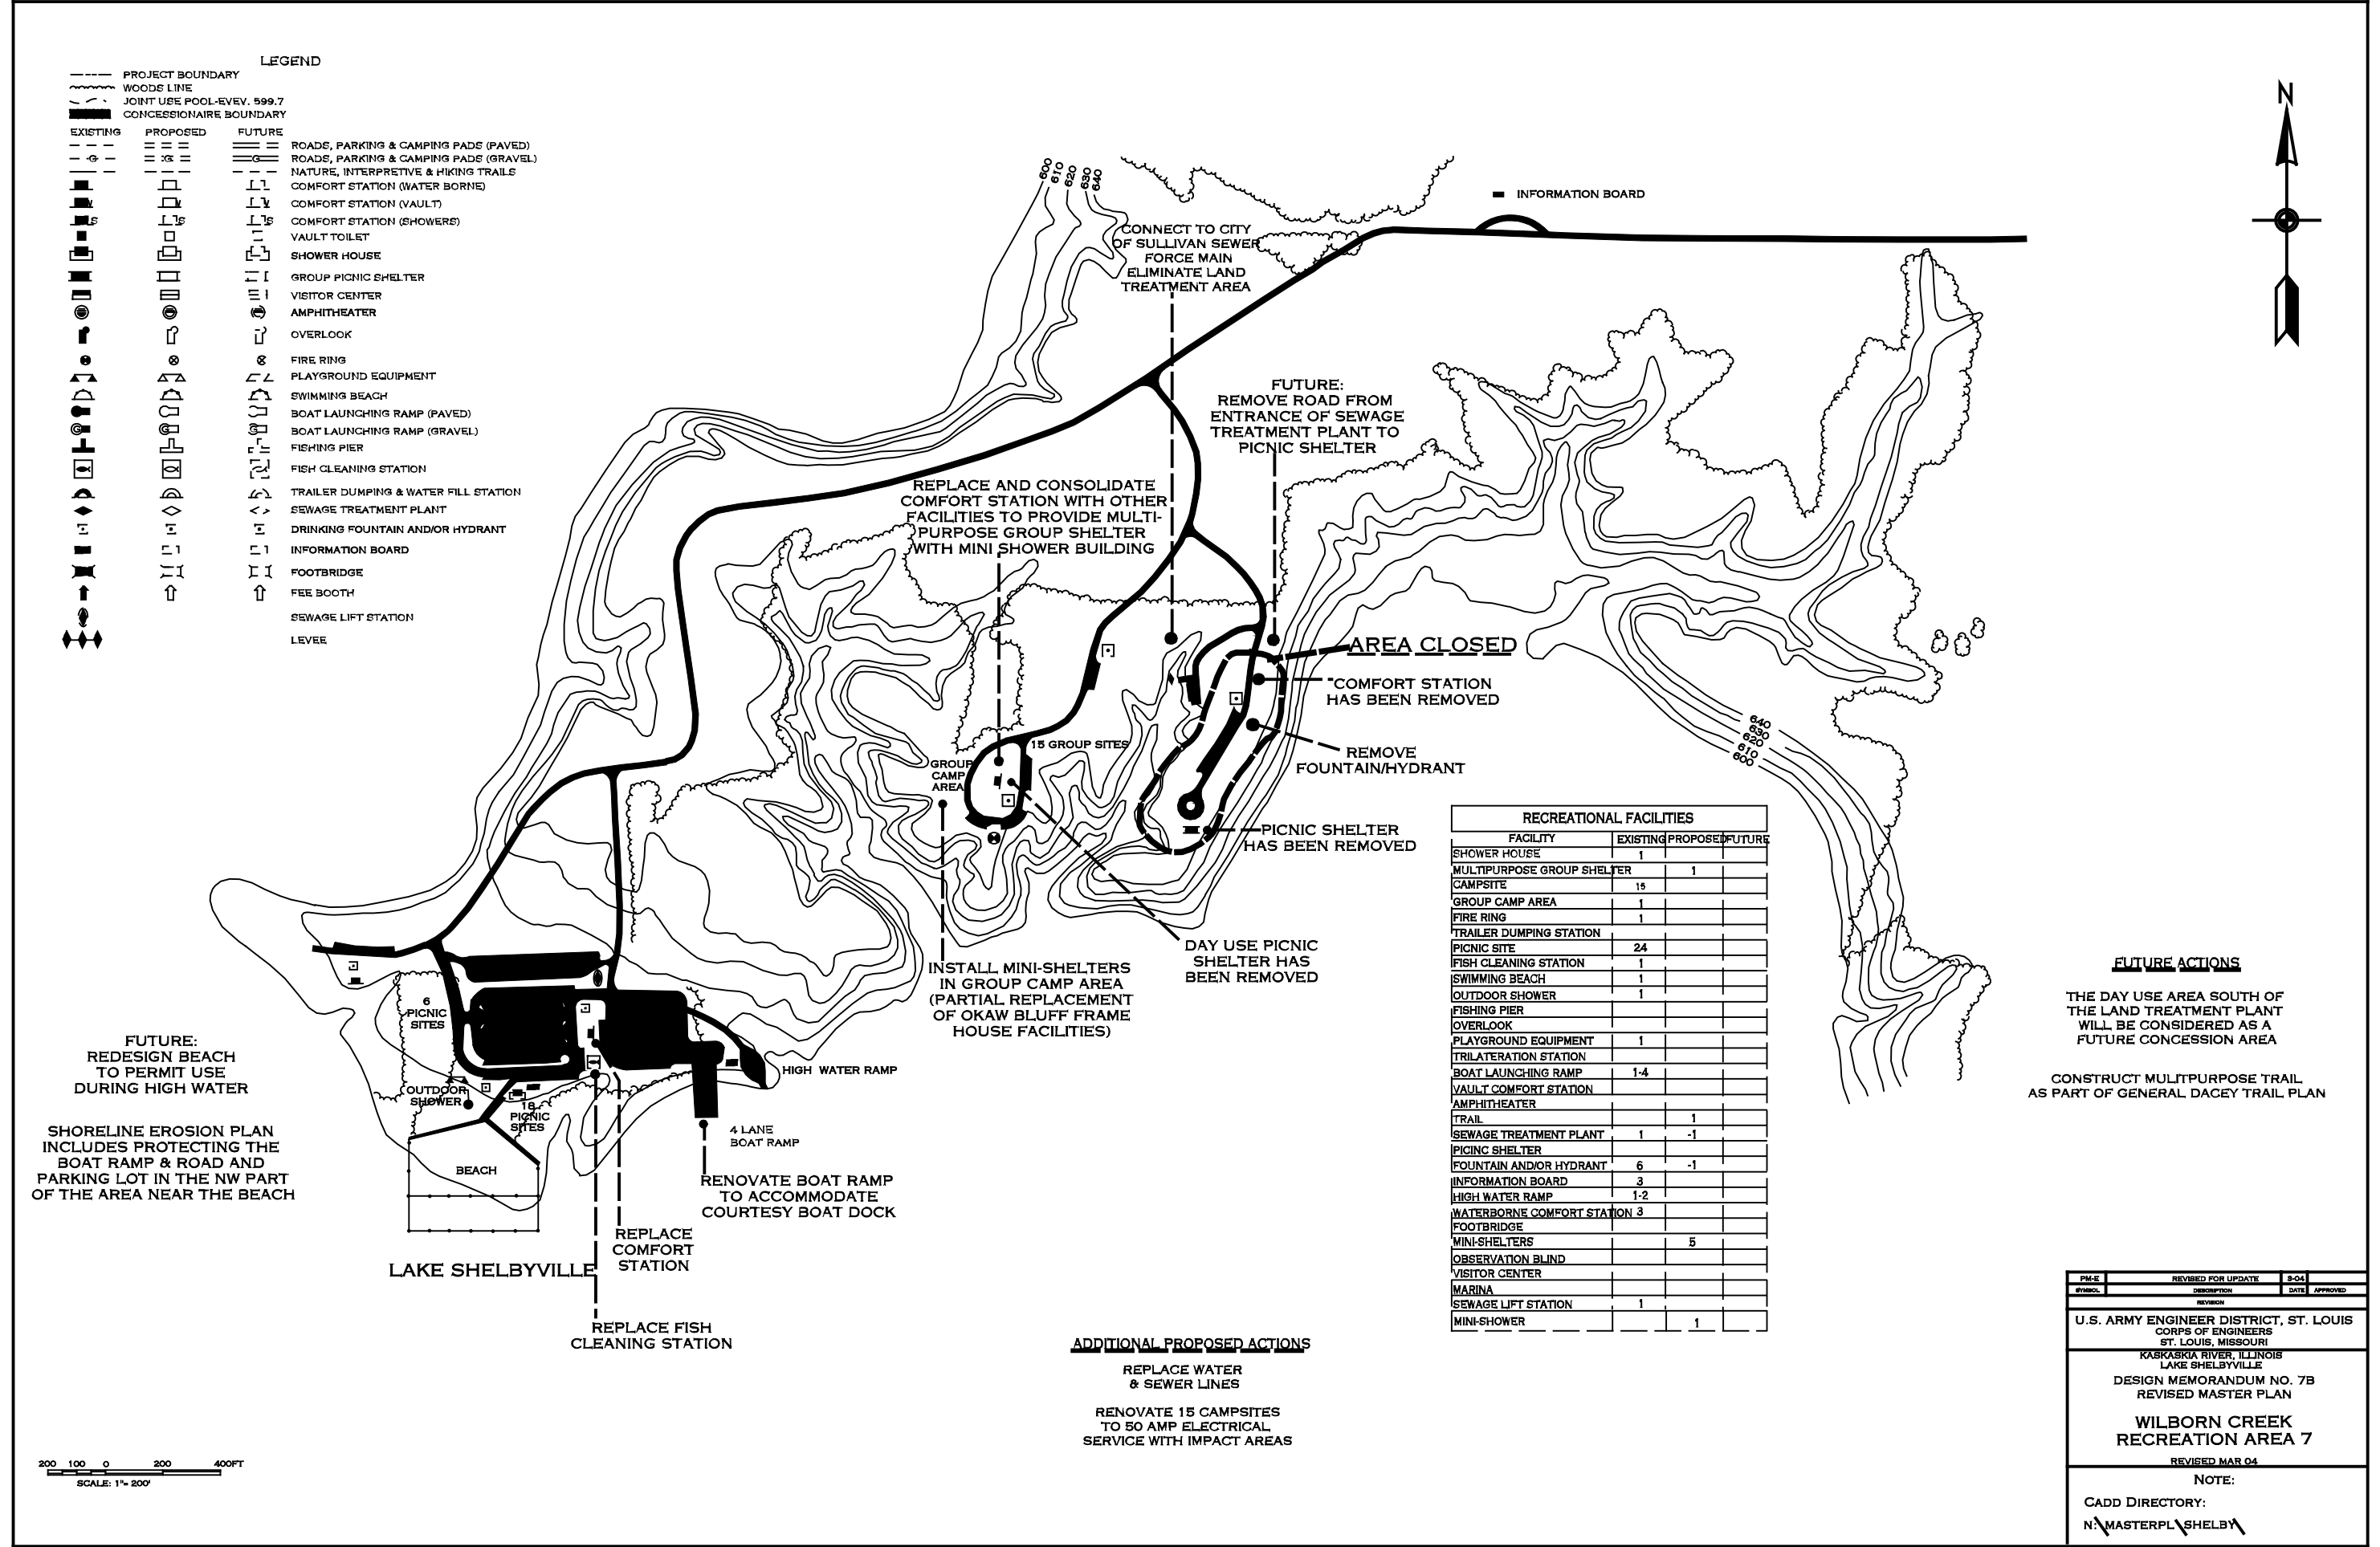 LEGEND
PROJECT BOUNDARY
WOODS LINE
JOINT USE POOL-EVEV. 599.7
CONCESSIONAIRE BOUNDARY
EXISTING PROPOSED FUTURE
ROADS, PARKING & CAMPING PADS (PAVED)
ROADS, PARKING & CAMPING PADS (GRAVEL)
NATURE, INTERPRETIVE & HIKING TRAILS
COMFORT STATION (WATER BORNE)
COMFORT STATION (VAULT)
COMFORT STATION (SHOWERS)
VAULT TOILET
SHOWER HOUSE
GROUP PICNIC SHELTER
VISITOR CENTER
AMPHITHEATER
OVERLOOK
FIRE RING
PLAYGROUND EQUIPMENT
SWIMMING BEACH
BOAT LAUNCHING RAMP (PAVED)
BOAT LAUNCHING RAMP (GRAVEL)
FISHING PIER
FISH CLEANING STATION
TRAILER DUMPING & WATER FILL STATION
SEWAGE TREATMENT PLANT
DRINKING FOUNTAIN AND/OR HYDRANT
INFORMATION BOARD
FOOTBRIDGE
FEE BOOTH
SEWAGE LIFT STATION
LEVEE
600
610
620
630
640
INFORMATION BOARD
N
CONNECT TO CITY
OF SULLIVAN SEWER
FORCE MAIN
ELIMINATE LAND
TREATMENT AREA
FUTURE:
REMOVE ROAD FROM
ENTRANCE OF SEWAGE
TREATMENT PLANT TO
PICNIC SHELTER
REPLACE AND CONSOLIDATE
COMFORT STATION WITH OTHER
FACILITIES TO PROVIDE MULTI-
PURPOSE GROUP SHELTER
WITH MINI SHOWER BUILDING
AREA CLOSED
COMFORT STATION
HAS BEEN REMOVED
REMOVE
FOUNTAIN/HYDRANT
PICNIC SHELTER
HAS BEEN REMOVED
15 GROUP SITES
GROUP
CAMP
AREA
DAY USE PICNIC
SHELTER HAS
BEEN REMOVED
INSTALL MINI-SHELTERS
IN GROUP CAMP AREA
(PARTIAL REPLACEMENT
OF OKAW BLUFF FRAME
HOUSE FACILITIES)
640
630
620
610
600
6
PICNIC
SITES
OUTDOOR
SHOWER
18
PICNIC
SITES
BEACH
HIGH WATER RAMP
4 LANE
BOAT RAMP
RENOVATE BOAT RAMP
TO ACCOMMODATE
COURTESY BOAT DOCK
REPLACE
COMFORT
STATION
LAKE SHELBYVILLE
REPLACE FISH
CLEANING STATION
FUTURE:
REDESIGN BEACH
TO PERMIT USE
DURING HIGH WATER
SHORELINE EROSION PLAN
INCLUDES PROTECTING THE
BOAT RAMP & ROAD AND
PARKING LOT IN THE NW PART
OF THE AREA NEAR THE BEACH
200 100 0 200 400FT
SCALE: 1"= 200'
ADDITIONAL PROPOSED ACTIONS
REPLACE WATER
& SEWER LINES
RENOVATE 15 CAMPSITES
TO 50 AMP ELECTRICAL
SERVICE WITH IMPACT AREAS
RECREATIONAL FACILITIES
FACILITY EXISTING PROPOSED FUTURE
SHOWER HOUSE 1
MULTIPURPOSE GROUP SHELTER 1
CAMPSITE 15
GROUP CAMP AREA 1
FIRE RING 1
TRAILER DUMPING STATION
PICNIC SITE 24
FISH CLEANING STATION 1
SWIMMING BEACH 1
OUTDOOR SHOWER 1
FISHING PIER
OVERLOOK
PLAYGROUND EQUIPMENT 1
TRILATERATION STATION
BOAT LAUNCHING RAMP 1-4
VAULT COMFORT STATION
AMPHITHEATER
TRAIL 1
SEWAGE TREATMENT PLANT 1 -1
PICINC SHELTER
FOUNTAIN AND/OR HYDRANT 6 -1
INFORMATION BOARD 3
HIGH WATER RAMP 1-2
WATERBORNE COMFORT STATION 3
FOOTBRIDGE
MINI-SHELTERS 5
OBSERVATION BLIND
VISITOR CENTER
MARINA
SEWAGE LIFT STATION 1
MINI-SHOWER 1
FUTURE ACTIONS
THE DAY USE AREA SOUTH OF
THE LAND TREATMENT PLANT
WILL BE CONSIDERED AS A
FUTURE CONCESSION AREA
CONSTRUCT MULITPURPOSE TRAIL
AS PART OF GENERAL DACEY TRAIL PLAN
PM-E REVISED FOR UPDATE 3-04
SYMBOL DESCRIPTION DATE APPROVED
REVISION
U.S. ARMY ENGINEER DISTRICT, ST. LOUIS
CORPS OF ENGINEERS
ST. LOUIS, MISSOURI
KASKASKIA RIVER, ILLINOIS
LAKE SHELBYVILLE
DESIGN MEMORANDUM NO. 7B
REVISED MASTER PLAN
WILBORN CREEK
RECREATION AREA 7
REVISED MAR 04
NOTE:
CADD DIRECTORY:
N:\MASTERPL\SHELBY\